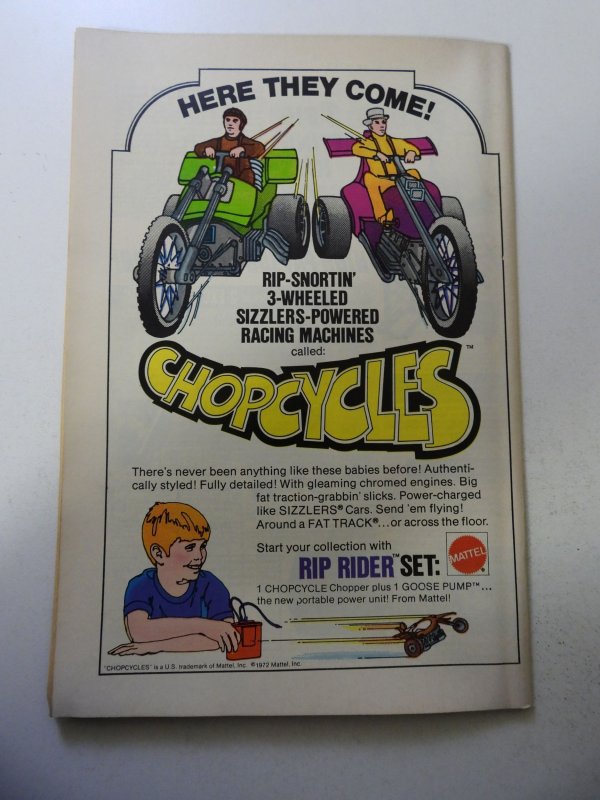 HERE THEY COME!
RIP-SNORTIN'
3-WHEELED
SIZZLERS-POWERED
RACING MACHINES
called:
CHOPCYCLES™
There's never been anything like these babies before! Authenti-
cally styled! Fully detailed! With gleaming chromed engines. Big
fat traction-grabbin' slicks. Power-charged
like SIZZLERS® Cars. Send 'em flying!
Around a FAT TRACK®...or across the floor.
Start your collection with
RIP RIDER™ SET:
MATTEL®
1 CHOPCYCLE Chopper plus 1 GOOSE PUMP™...
the new portable power unit! From Mattel!
"CHOPCYCLES" is a U.S. trademark of Mattel, Inc. ©1972 Mattel, Inc.